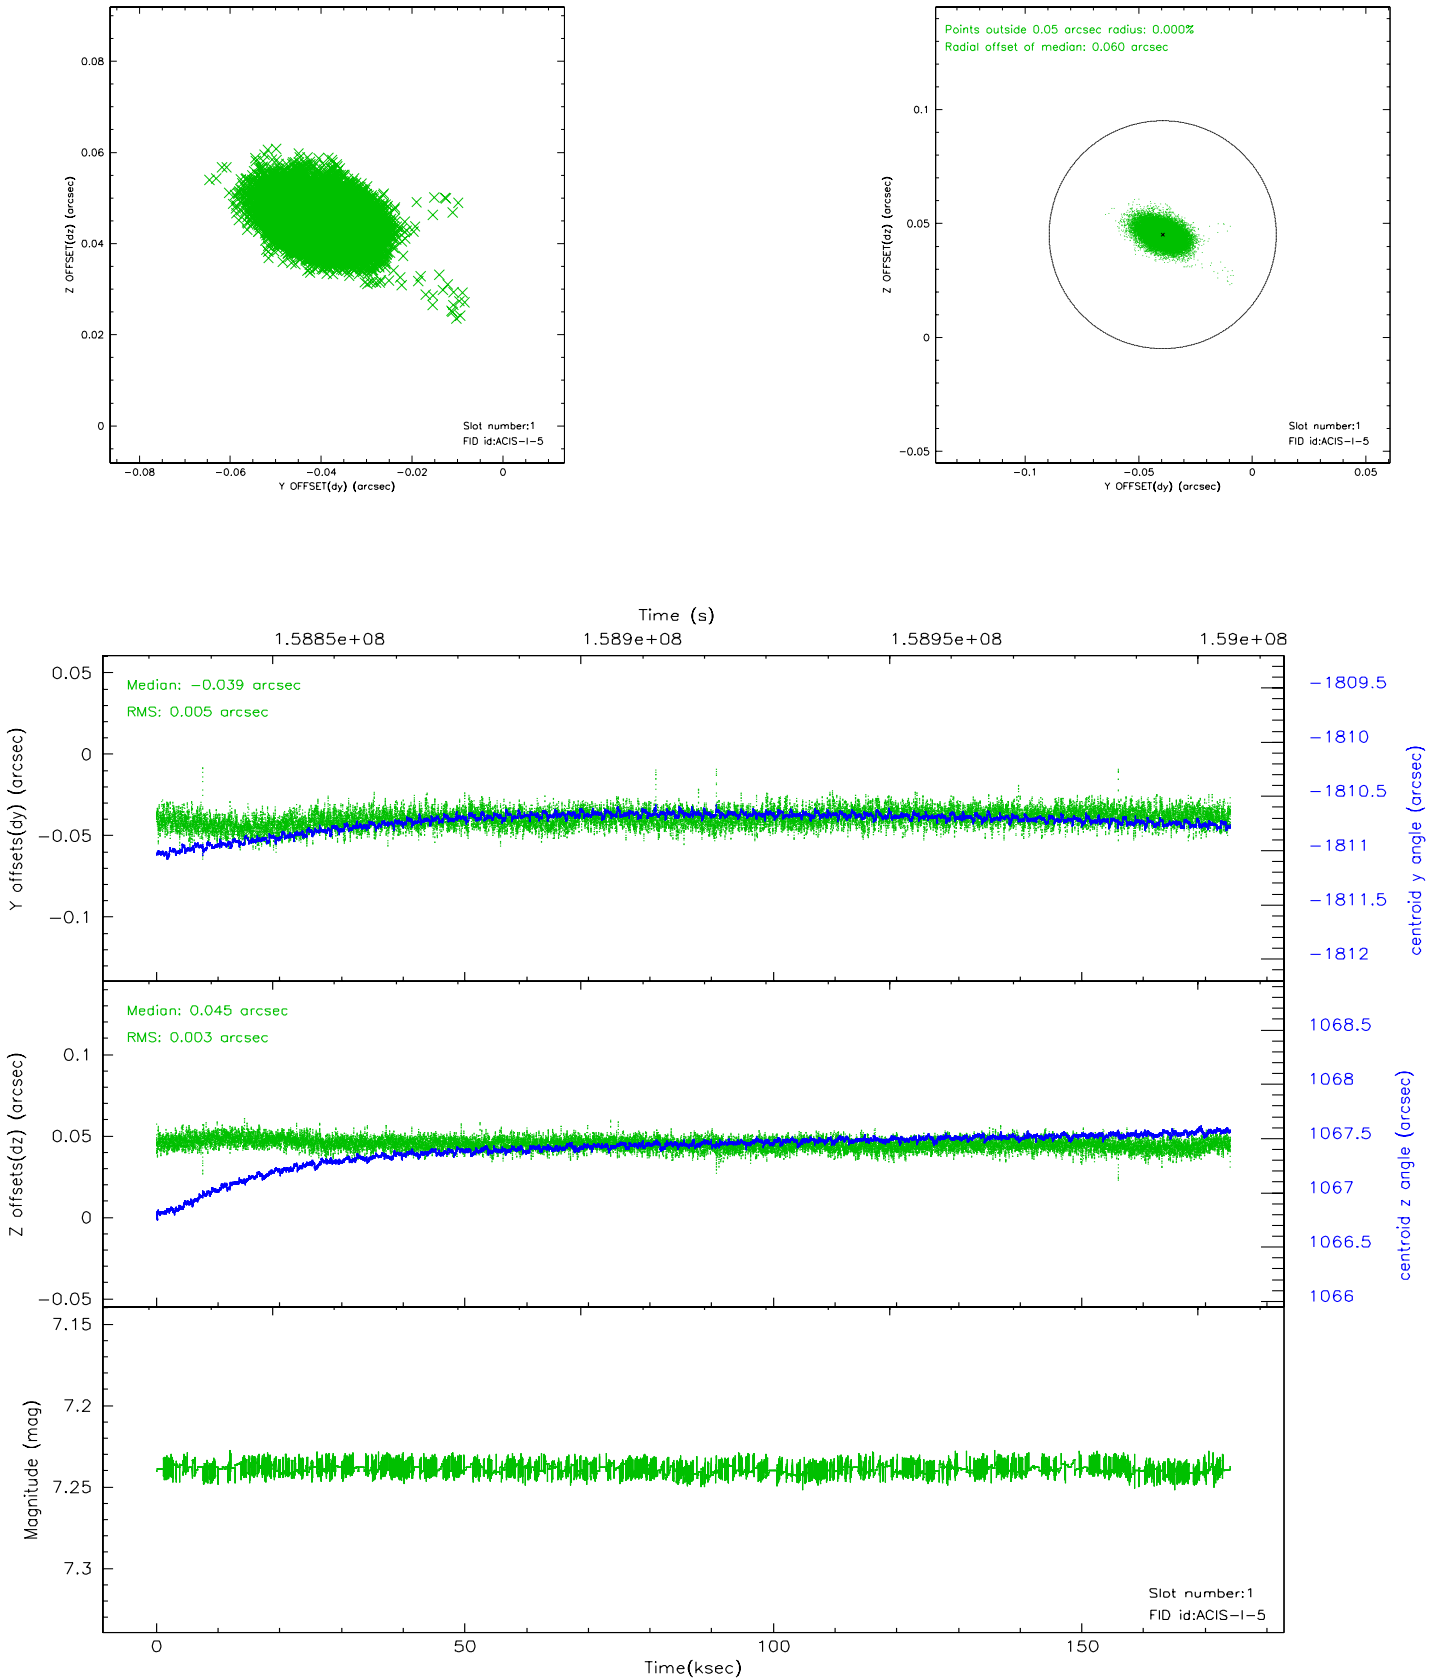 0.08
0.06
0.04
0.02
0
Z OFFSET(dz) (arcsec)
Slot number:1
FID id:ACIS-I-5
-0.08
-0.06
-0.04
-0.02
0
Y OFFSET(dy) (arcsec)
Points outside 0.05 arcsec radius: 0.000%
Radial offset of median: 0.060 arcsec
0.1
0.05
0
-0.05
Z OFFSET(dz) (arcsec)
Slot number:1
FID id:ACIS-I-5
-0.1
-0.05
0
0.05
Y OFFSET(dy) (arcsec)
Time (s)
1.5885e+08
1.589e+08
1.5895e+08
1.59e+08
Median: -0.039 arcsec
RMS: 0.005 arcsec
0.05
0
-0.05
-0.1
Y offsets(dy) (arcsec)
-1809.5
-1810
-1810.5
-1811
-1811.5
-1812
centroid y angle (arcsec)
Median: 0.045 arcsec
RMS: 0.003 arcsec
0.1
0.05
0
-0.05
Z offsets(dz) (arcsec)
1068.5
1068
1067.5
1067
1066.5
1066
centroid z angle (arcsec)
7.15
7.2
7.25
7.3
Magnitude (mag)
Slot number:1
FID id:ACIS-I-5
0
50
100
150
Time(ksec)